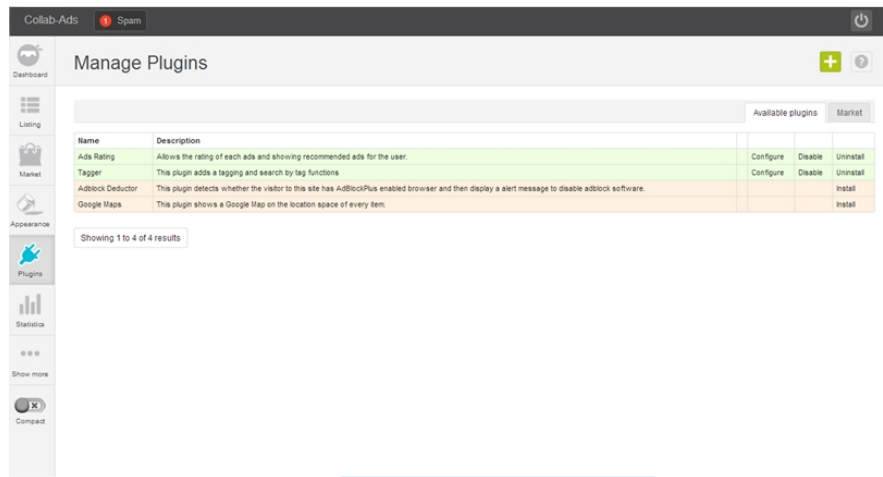 Collab-Ads 1 Spam
Manage Plugins
Dashboard
Listing
Market
Appearance
Plugins
Statistics
Show more
Compact
Available plugins Market
Name Description
Ads Rating Allows the rating of each ads and showing recommended ads for the user. Configure Disable Uninstall
Tagger This plugin adds a tagging and search by tag functions Configure Disable Uninstall
Adblock Deductor This plugin detects whether the visitor to this site has AdBlockPlus enabled browser and then display a alert message to disable adblock software. Install
Google Maps This plugin shows a Google Map on the location space of every item. Install
Showing 1 to 4 of 4 results